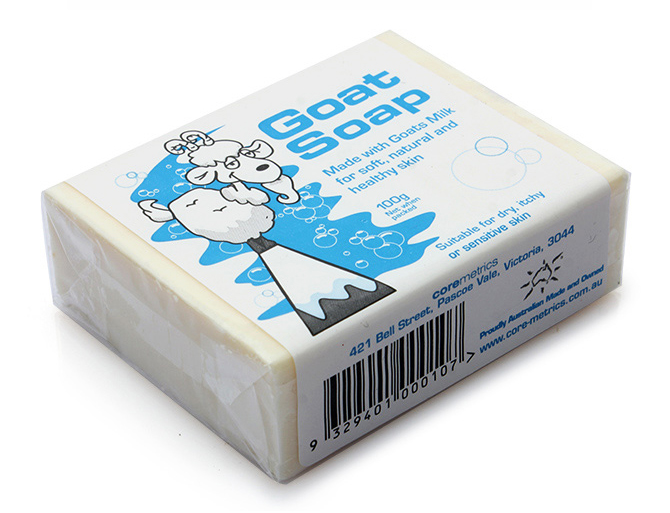 Goat
Soap
Made with Goats Milk
for soft, natural and
healthy skin
100g
Net. when
packed
Suitable for dry, itchy
or sensitive skin
coremetrics
421 Bell Street, Pascoe Vale, Victoria, 3044
Proudly Australian Made and Owned
www.core-metrics.com.au
9 329401 000107 >